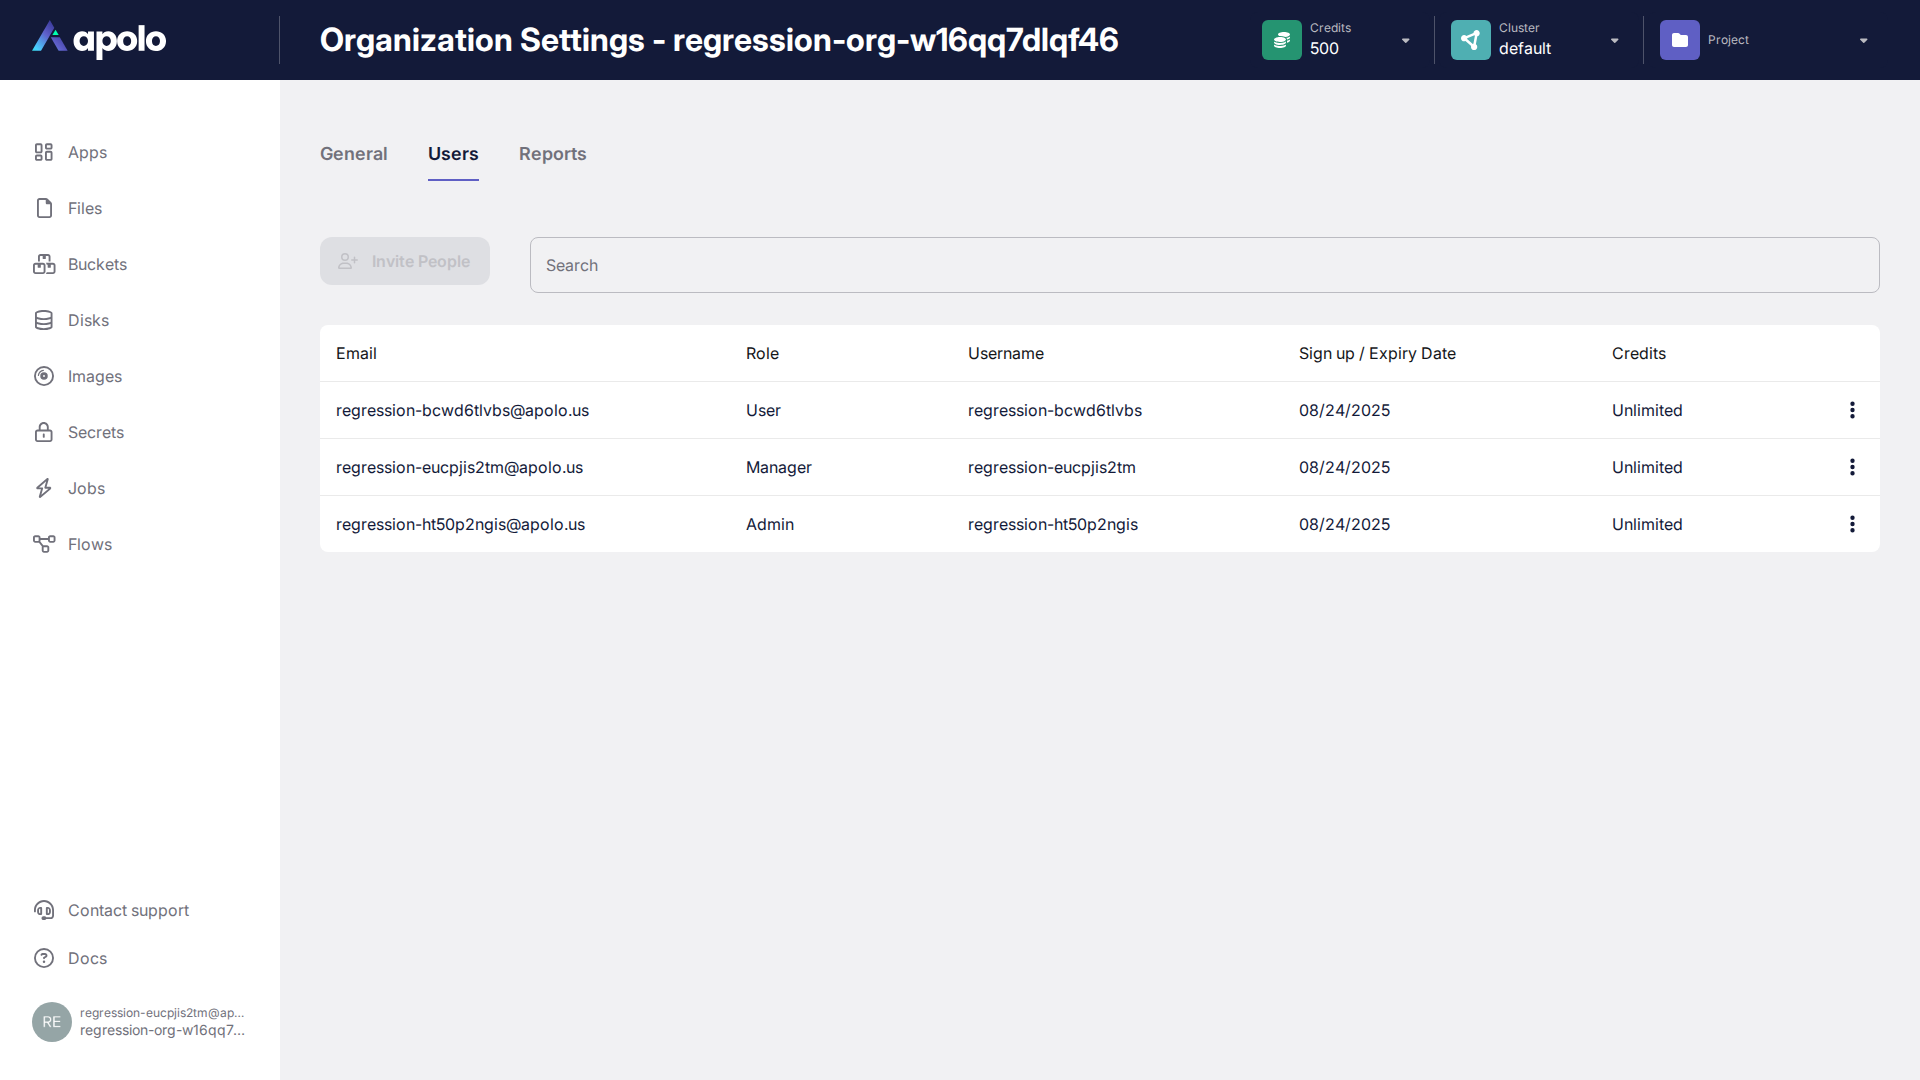 apolo
Organization Settings - regression-org-w16qq7dlqf46
Credits
500
Cluster
default
Project
Apps
Files
Buckets
Disks
Images
Secrets
Jobs
Flows
Contact support
Docs
RE
regression-eucpjis2tm@ap...
regression-org-w16qq7...
General Users Reports
Invite People
Search
Email Role Username Sign up / Expiry Date Credits
regression-bcwd6tlvbs@apolo.us User regression-bcwd6tlvbs 08/24/2025 Unlimited
regression-eucpjis2tm@apolo.us Manager regression-eucpjis2tm 08/24/2025 Unlimited
regression-ht50p2ngis@apolo.us Admin regression-ht50p2ngis 08/24/2025 Unlimited